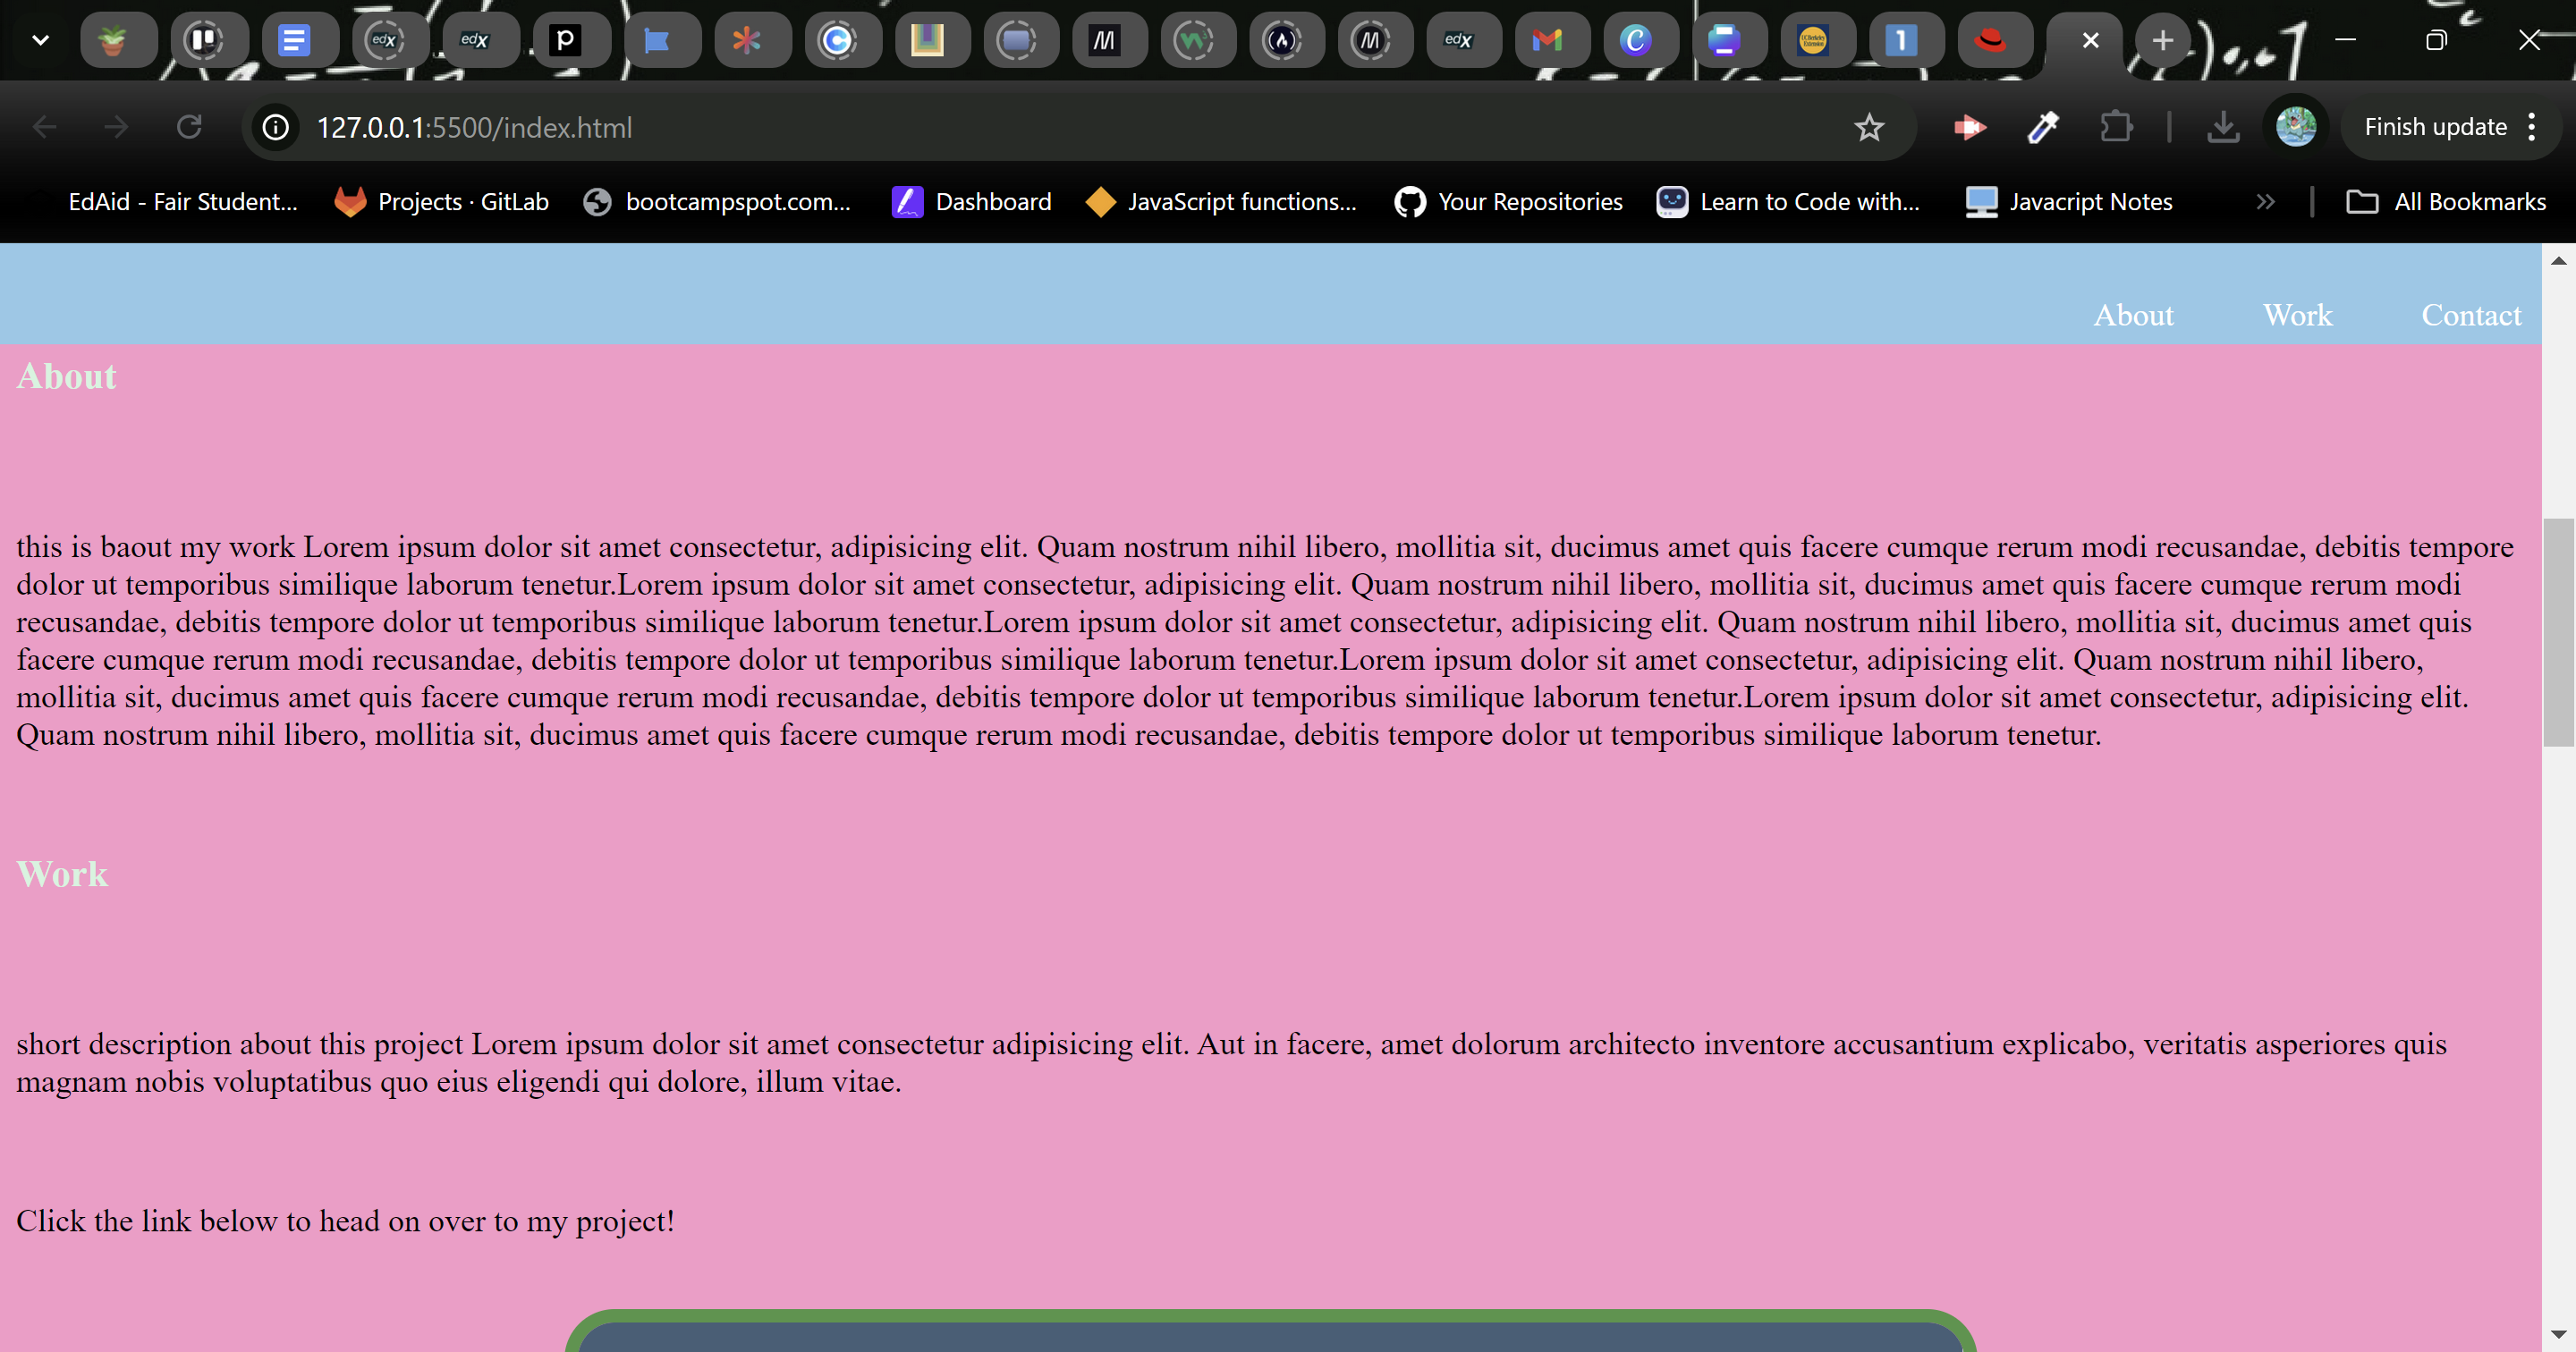 edx
edx
p
edx
1
127.0.0.1:5500/index.html
Finish update
EdAid - Fair Student...
Projects · GitLab
bootcampspot.com...
Dashboard
JavaScript functions...
Your Repositories
Learn to Code with...
Javacript Notes
All Bookmarks
About Work Contact
About
this is baout my work Lorem ipsum dolor sit amet consectetur, adipisicing elit. Quam nostrum nihil libero, mollitia sit, ducimus amet quis facere cumque rerum modi recusandae, debitis tempore
dolor ut temporibus similique laborum tenetur.Lorem ipsum dolor sit amet consectetur, adipisicing elit. Quam nostrum nihil libero, mollitia sit, ducimus amet quis facere cumque rerum modi
recusandae, debitis tempore dolor ut temporibus similique laborum tenetur.Lorem ipsum dolor sit amet consectetur, adipisicing elit. Quam nostrum nihil libero, mollitia sit, ducimus amet quis
facere cumque rerum modi recusandae, debitis tempore dolor ut temporibus similique laborum tenetur.Lorem ipsum dolor sit amet consectetur, adipisicing elit. Quam nostrum nihil libero,
mollitia sit, ducimus amet quis facere cumque rerum modi recusandae, debitis tempore dolor ut temporibus similique laborum tenetur.Lorem ipsum dolor sit amet consectetur, adipisicing elit.
Quam nostrum nihil libero, mollitia sit, ducimus amet quis facere cumque rerum modi recusandae, debitis tempore dolor ut temporibus similique laborum tenetur.
Work
short description about this project Lorem ipsum dolor sit amet consectetur adipisicing elit. Aut in facere, amet dolorum architecto inventore accusantium explicabo, veritatis asperiores quis
magnam nobis voluptatibus quo eius eligendi qui dolore, illum vitae.
Click the link below to head on over to my project!